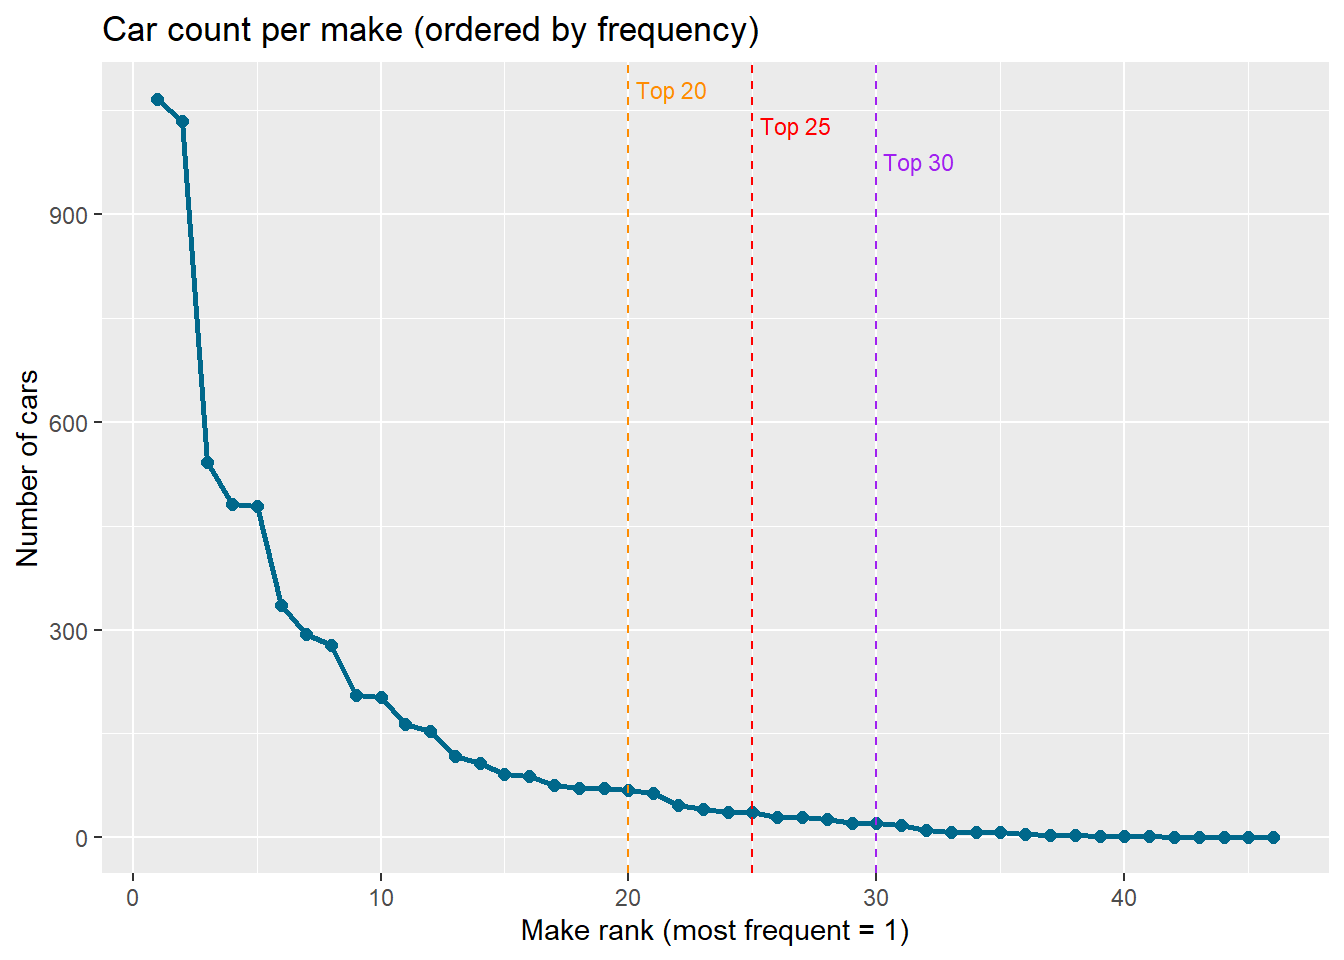 Car count per make (ordered by frequency)
Top 20
Top 25
Top 30
900
600
300
0
Number of cars
0 10 20 30 40
Make rank (most frequent = 1)